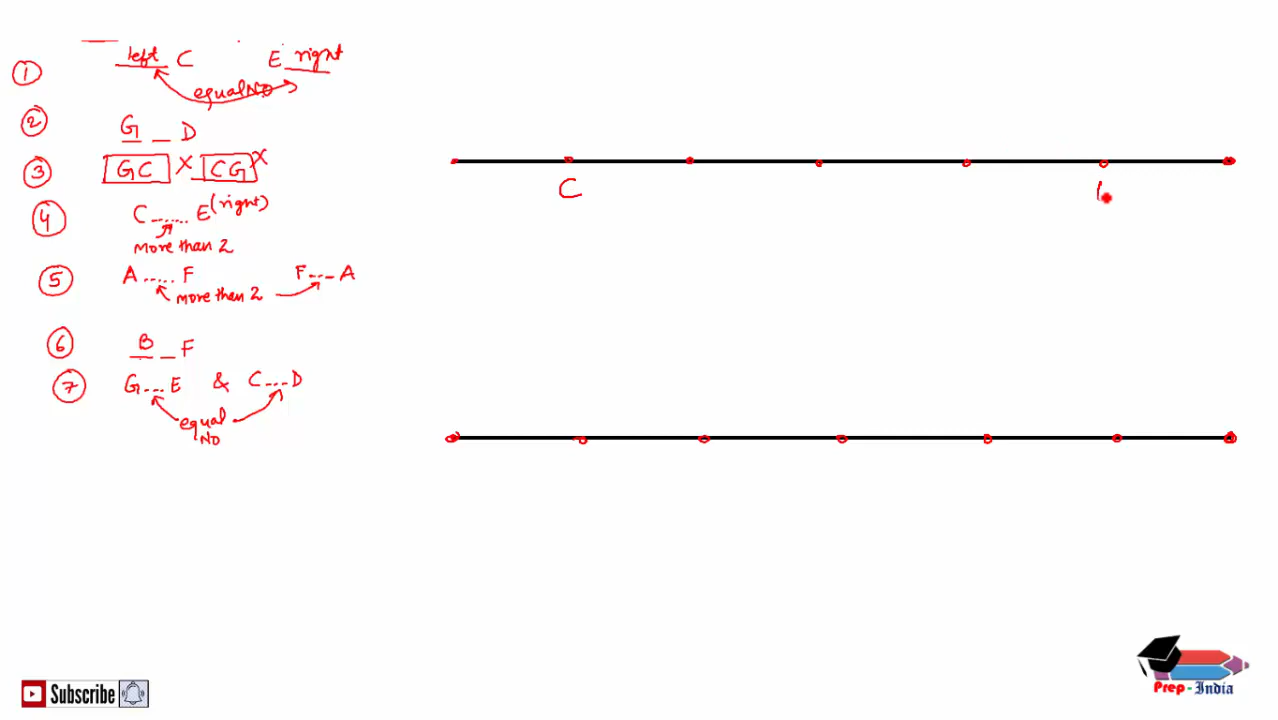 ① left C E right
equal NO
② G _ D
③ GC × CG ×
④ C ...... E (right)
more than 2
⑤ A ..... F F ... A
more than 2
⑥ B _ F
⑦ G ... E & C ... D
equal
NO
C
Subscribe
Prep - India